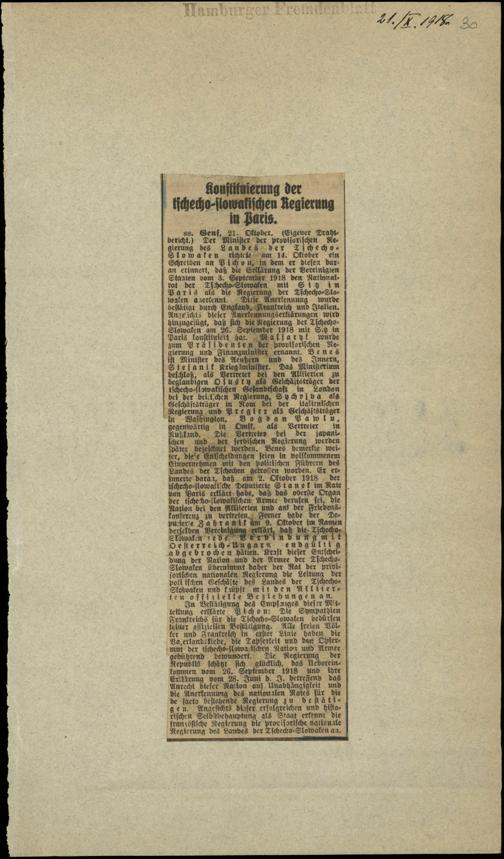 Hamburger Fremdenblatt
21./X. 1918. 30
Konstituierung der
tschecho-slowakischen Regierung
in Paris.
Genf, 21. Oktober. (Eigener Draht-
bericht.) Der Minister der provisorischen Re-
gierung des Landes der Tschecho-
Slowaken richtete am 14. Oktober ein
Schreiben an Pichon, in dem er diesen dar-
an erinnert, daß die Erklärung der Vereinigten
Staaten vom 3. September 1918 den National-
rat der Tschecho-Slowaken mit Sitz in
Paris als die Regierung der Tschecho-Slo-
waken anerkennt. Diese Anerkennung wurde
bestätigt durch England, Frankreich und Italien.
Angesichts dieser Anerkennungserklärungen wird
hinzugefügt, daß sich die Regierung der Tschecho-
Slowaken am 26. September 1918 mit Sitz in
Paris konstituiert hat. Masaryk wurde
zum Präsidenten der provisorischen Re-
gierung und Finanzminister ernannt. Benes
ist Minister des Aeußern und des Innern,
Stefanik Kriegsminister. Das Ministerium
beschloß, als Vertreter bei den Alliierten zu
beglaubigen Osusky als Geschäftsträger der
tschecho-slowakischen Gesandtschaft in London
bei der britischen Regierung, Sychrova als
Geschäftsträger in Rom bei der italienischen
Regierung und Pregler als Geschäftsträger
in Washington, Bogdan Pawlu,
gegenwärtig in Omsk, als Vertreter in
Rußland. Die Vertreter bei der japani-
schen und der serbischen Regierung werden
später bezeichnet werden. Benes bemerkte wei-
ter, diese Entscheidungen seien in vollkommenem
Einvernehmen mit den politischen Führern des
Landes der Tschechen getroffen worden. Er er-
innerte daran, daß am 2. Oktober 1918 der
tschecho-slowakische Deputierte Stanek im Rate
von Paris erklärt habe, daß das oberste Organ
der tschecho-slowakischen Armee berufen sei, die
Nation bei den Alliierten und auf der Friedens-
konferenz zu vertreten. Ferner habe der De-
putierte Zahranik am 9. Oktober im Namen
derselben Vereinigung erklärt, daß die Tschecho-
Slowaken jede Verbindung mit
Oesterreich-Ungarn endgültig
abgebrochen hätten. Kraft dieser Entschei-
dung der Nation und der Armee der Tschecho-
Slowaken übernimmt daher der Rat der provi-
sorischen nationalen Regierung die Leitung der
politischen Geschäfte des Landes der Tschecho-
Slowaken und knüpft mit den Alliier-
ten offizielle Beziehungen an.
In Bestätigung des Empfanges dieser Mit-
teilung erklärte Pichon: Die Sympathien
Frankreichs für die Tschecho-Slowaken bedürfen
keiner offiziellen Bestätigung. Alle freien Völ-
ker und Frankreich in erster Linie haben die
Vaterlandsliebe, die Tapferkeit und den Opfer-
mut der tschecho-slowakischen Nation und Armee
gebührend bewundert. Die Regierung der
Republik schätzt sich glücklich, das Ueberein-
kommen vom 26. September 1918 und ihre
Erklärung vom 28. Juni d. J. betreffend das
Anrecht dieser Nation auf Unabhängigkeit und
die Anerkennung des nationalen Rates für die
de facto bestehende Regierung zu bestäti-
gen. Angesichts dieser erfolgreichen und histo-
rischen Selbstbehauptung als Staat erkennt die
französische Regierung die provisorische nationale
Regierung des Landes der Tschecho-Slowaken an.